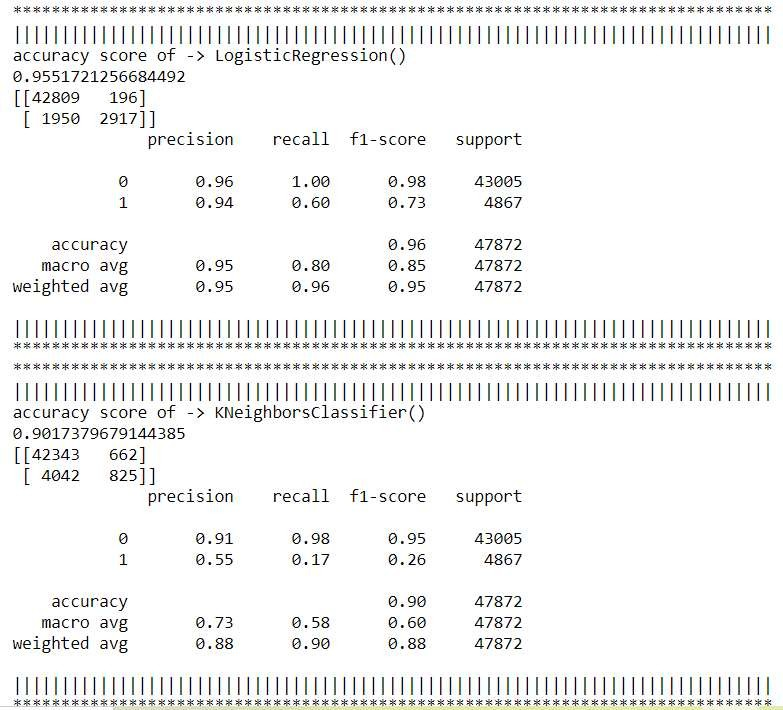 *******************************************************************************
|||||||||||||||||||||||||||||||||||||||||||||||||||||||||||||||||||||||||||||||
accuracy score of -> LogisticRegression()
0.9551721256684492
[[42809   196]
 [ 1950  2917]]
              precision    recall  f1-score   support

           0       0.96      1.00      0.98     43005
           1       0.94      0.60      0.73      4867

    accuracy                           0.96     47872
   macro avg       0.95      0.80      0.85     47872
weighted avg       0.95      0.96      0.95     47872

|||||||||||||||||||||||||||||||||||||||||||||||||||||||||||||||||||||||||||||||
*******************************************************************************
*******************************************************************************
|||||||||||||||||||||||||||||||||||||||||||||||||||||||||||||||||||||||||||||||
accuracy score of -> KNeighborsClassifier()
0.9017379679144385
[[42343   662]
 [ 4042   825]]
              precision    recall  f1-score   support

           0       0.91      0.98      0.95     43005
           1       0.55      0.17      0.26      4867

    accuracy                           0.90     47872
   macro avg       0.73      0.58      0.60     47872
weighted avg       0.88      0.90      0.88     47872

|||||||||||||||||||||||||||||||||||||||||||||||||||||||||||||||||||||||||||||||
*******************************************************************************